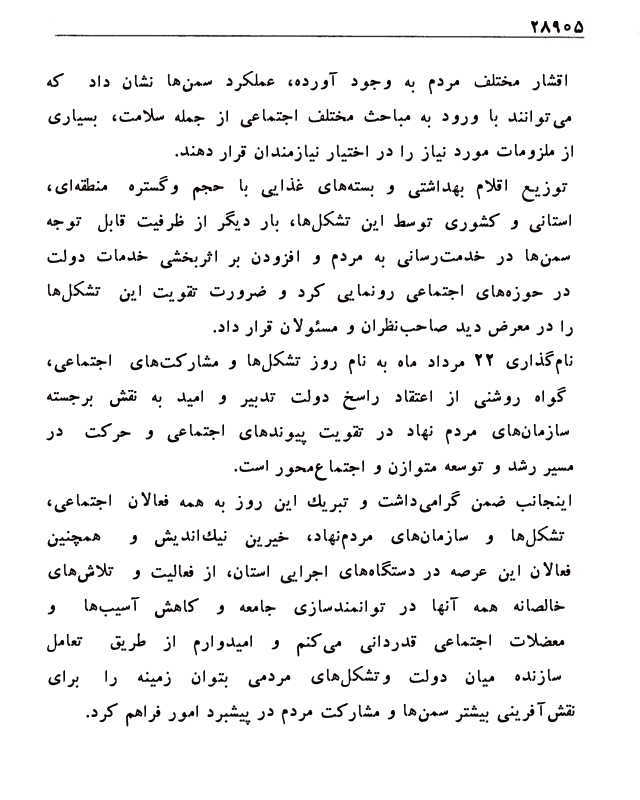 ۲۸۹۰۵
اقشار مختلف مردم به وجود آورده، عملکرد سمن‌ها نشان داد که
می‌توانند با ورود به مباحث مختلف اجتماعی از جمله سلامت، بسیاری
از ملزومات مورد نیاز را در اختیار نیازمندان قرار دهند.
توزیع اقلام بهداشتی و بسته‌های غذایی با حجم وگستره منطقه‌ای،
استانی و کشوری توسط این تشکل‌ها، بار دیگر از ظرفیت قابل توجه
سمن‌ها در خدمت‌رسانی به مردم و افزودن بر اثربخشی خدمات دولت
در حوزه‌های اجتماعی رونمایی کرد و ضرورت تقویت این تشکل‌ها
را در معرض دید صاحب‌نظران و مسئولان قرار داد.
نام‌گذاری ۲۲ مرداد ماه به نام روز تشکل‌ها و مشارکت‌های اجتماعی،
گواه روشنی از اعتقاد راسخ دولت تدبیر و امید به نقش برجسته
سازمان‌های مردم نهاد در تقویت پیوندهای اجتماعی و حرکت در
مسیر رشد و توسعه متوازن و اجتماع‌محور است.
اینجانب ضمن گرامی‌داشت و تبریك این روز به همه فعالان اجتماعی،
تشکل‌ها و سازمان‌های مردم‌نهاد، خیرین نیك‌اندیش و همچنین
فعالان این عرصه در دستگاه‌های اجرایی استان، از فعالیت و تلاش‌های
خالصانه همه آنها در توانمندسازی جامعه و کاهش آسیب‌ها و
معضلات اجتماعی قدردانی می‌کنم و امیدوارم از طریق تعامل
سازنده میان دولت وتشکل‌های مردمی بتوان زمینه را برای
نقش‌آفرینی بیشتر سمن‌ها و مشارکت مردم در پیشبرد امور فراهم کرد.